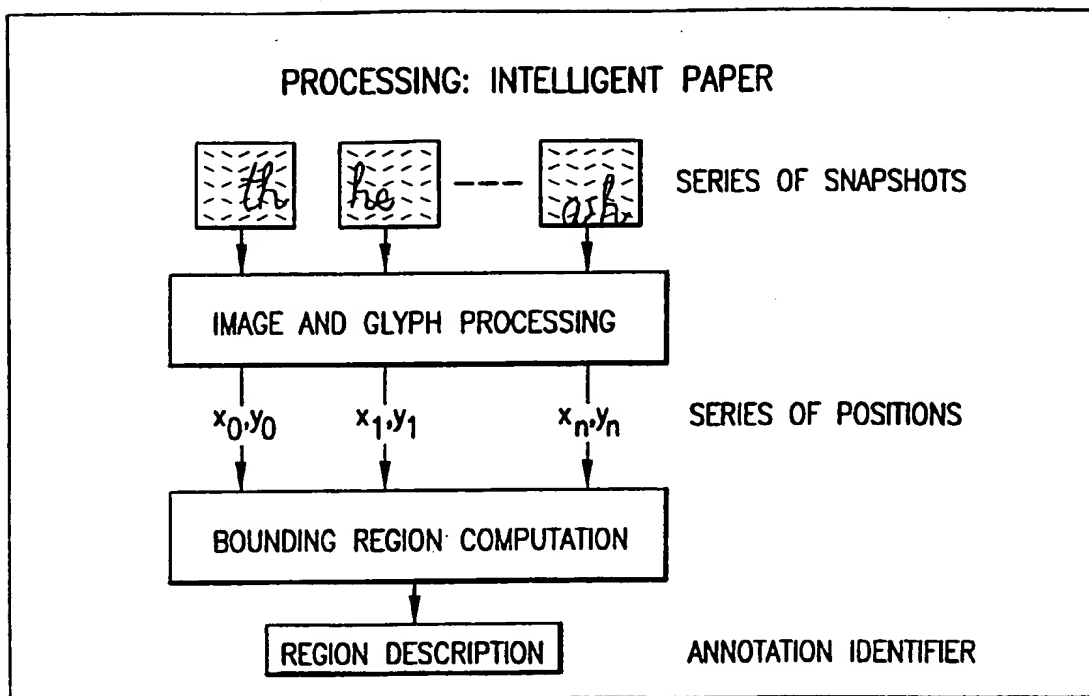 PROCESSING: INTELLIGENT PAPER
th he ---- SERIES OF SNAPSHOTS
IMAGE AND GLYPH PROCESSING
x₀,y₀ x₁,y₁ xₙ,yₙ SERIES OF POSITIONS
BOUNDING REGION COMPUTATION
REGION DESCRIPTION ANNOTATION IDENTIFIER